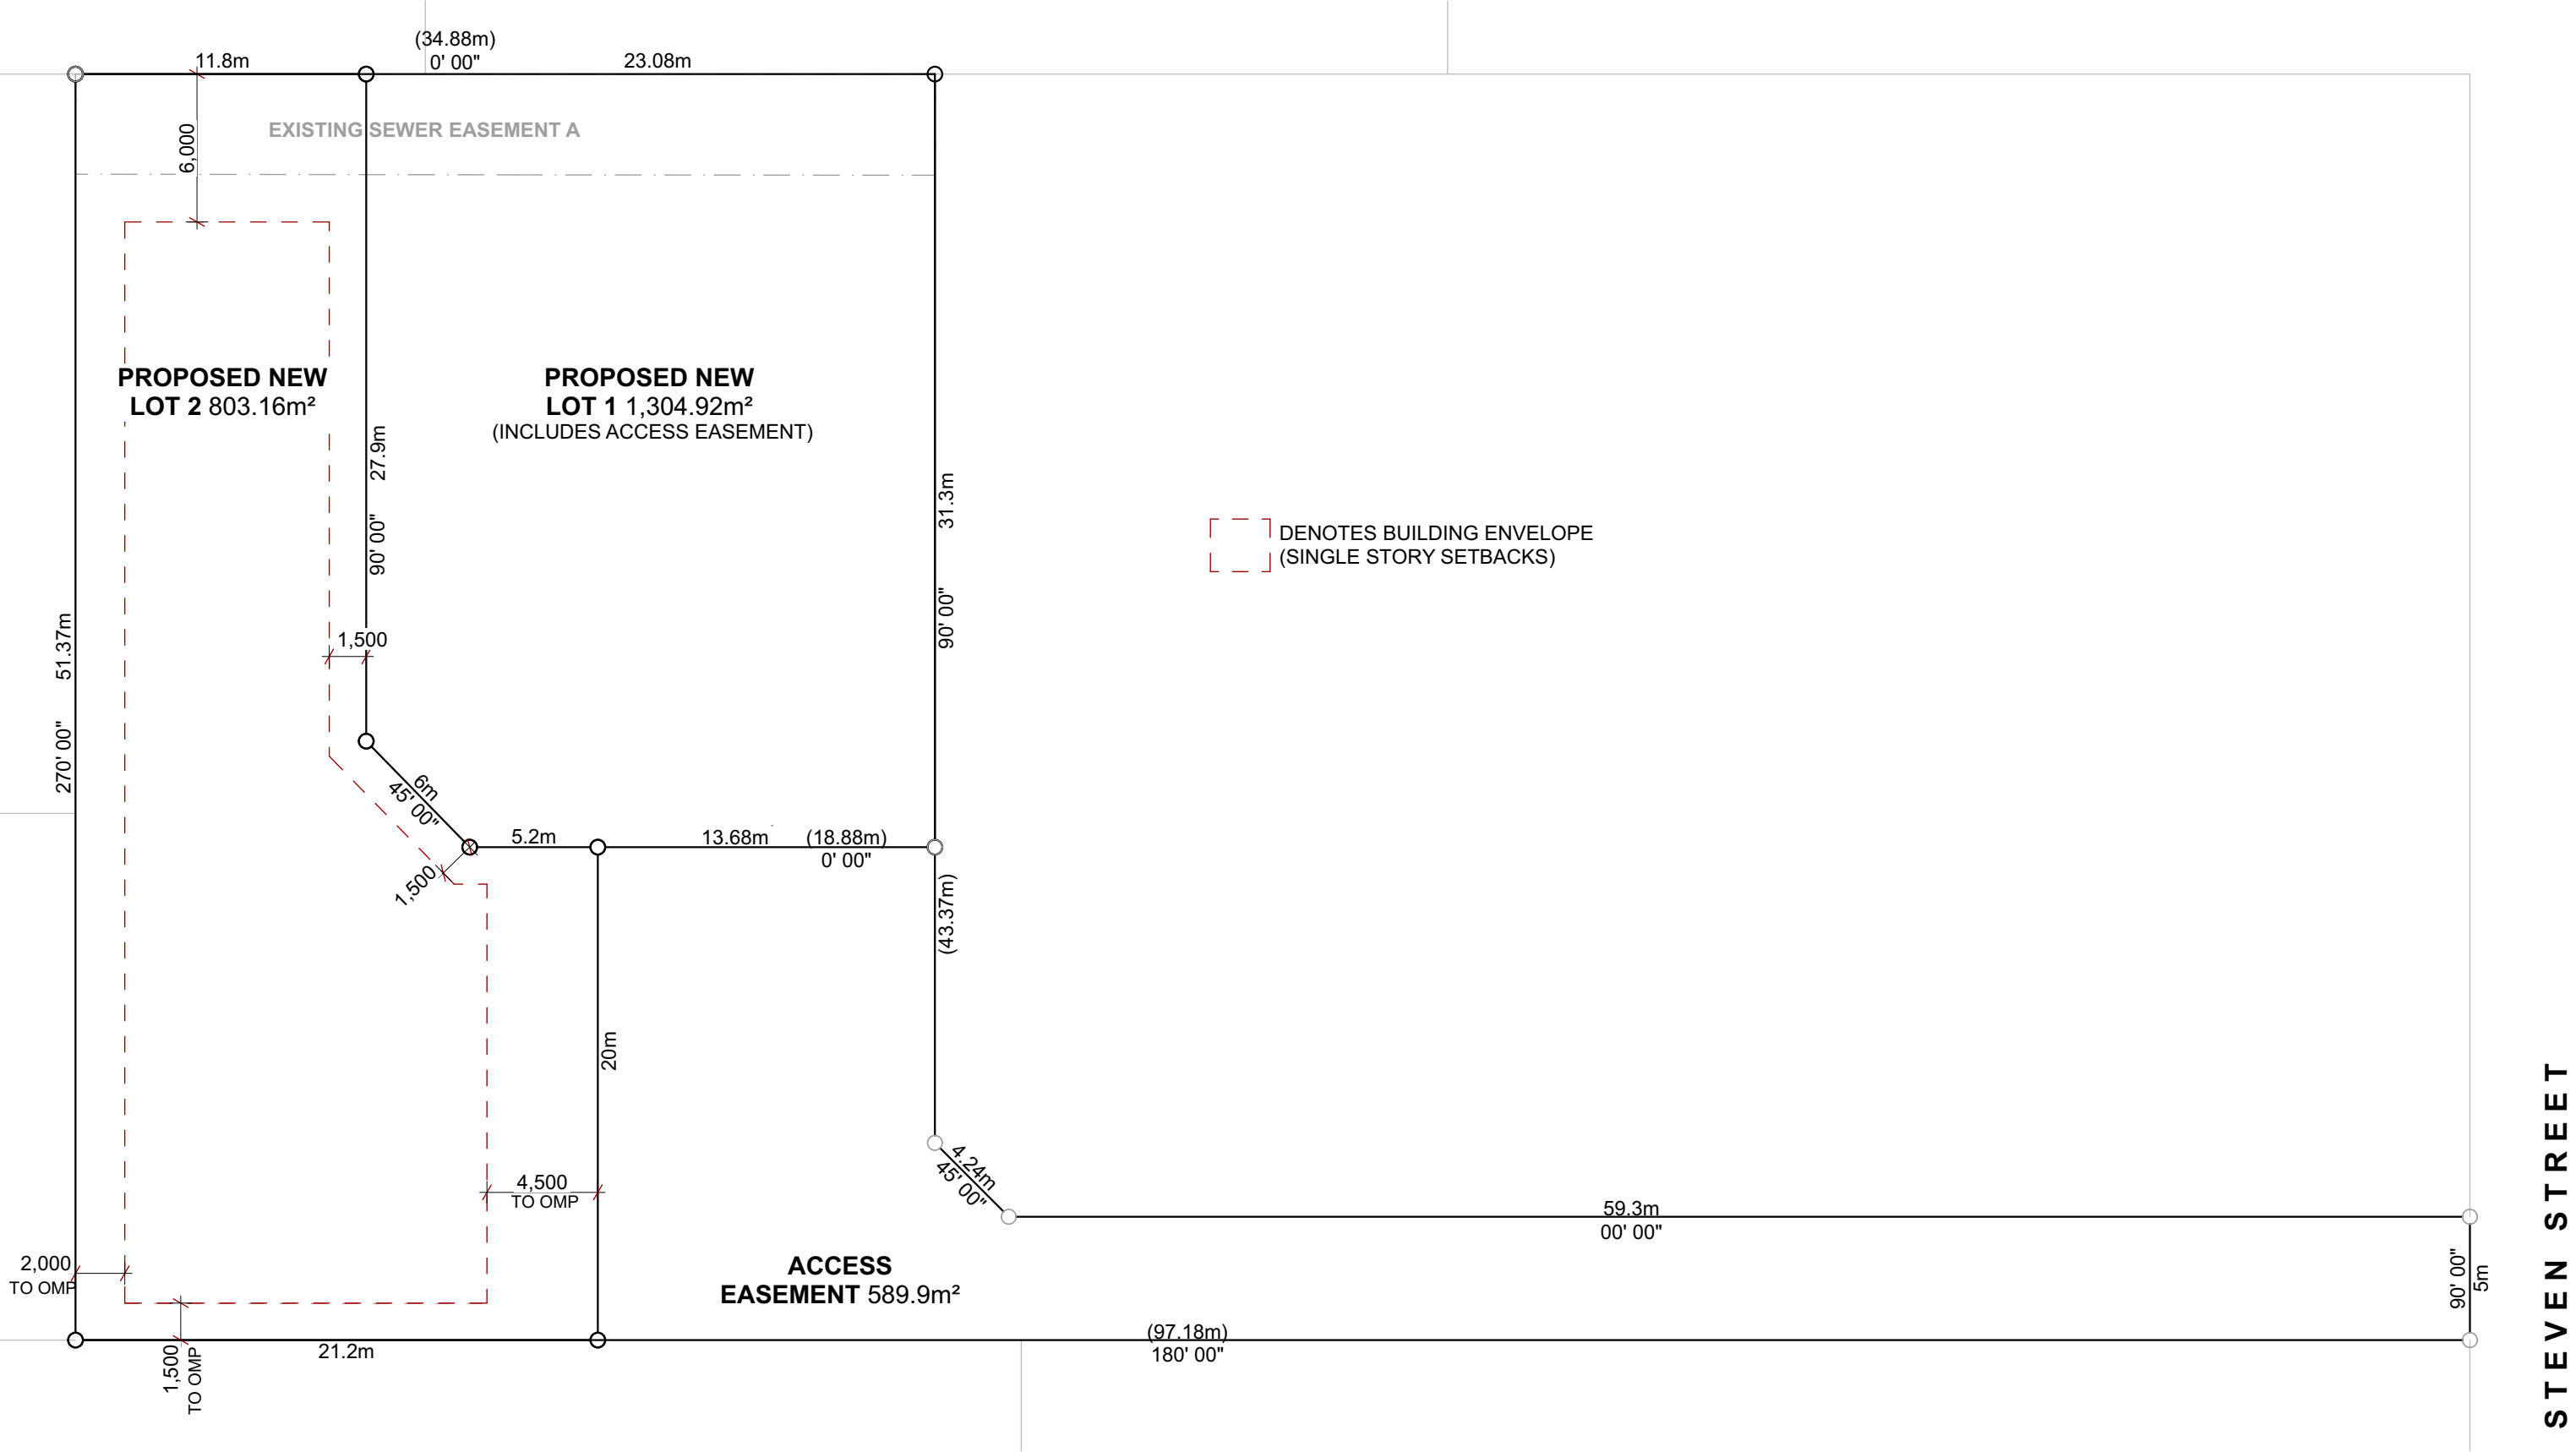 (34.88m)
11.8m
0' 00"
23.08m
EXISTING SEWER EASEMENT A
6,000
PROPOSED NEW
LOT 2 803.16m²
PROPOSED NEW
LOT 1 1,304.92m²
(INCLUDES ACCESS EASEMENT)
27.9m
90' 00"
31.3m
90' 00"
DENOTES BUILDING ENVELOPE
(SINGLE STORY SETBACKS)
51.37m
270' 00"
1,500
6m
45' 00"
5.2m
13.68m
(18.88m)
0' 00"
1,500
(43.37m)
20m
4.24m
45' 00"
4,500
TO OMP
59.3m
00' 00"
2,000
TO OMP
ACCESS
EASEMENT 589.9m²
90' 00"
5m
STEVEN STREET
21.2m
(97.18m)
180' 00"
1,500
TO OMP